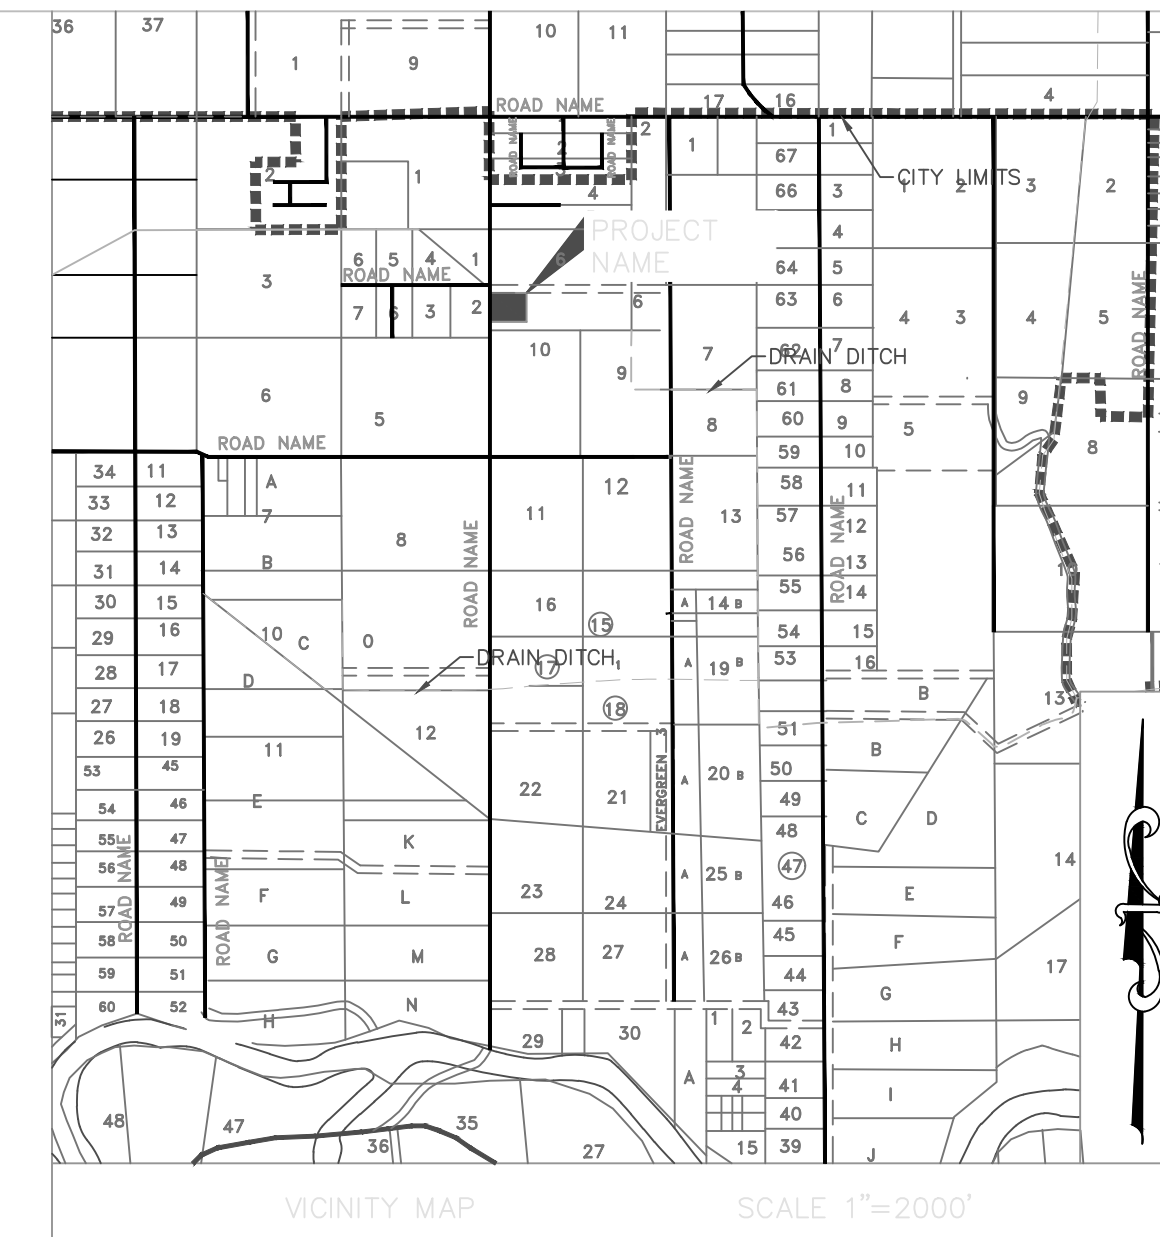 36 37 10 11
1 9
4
ROAD NAME 17 16
2 1 1
2 67
CITY LIMITS
2 1 4 66 3 1 2 3 2
PROJECT
NAME
4
6 5 4 1 6 64 5
ROAD NAME
3
7 6 3 2 6 63 6
4 3 4 5
ROAD NAME
10 7 62 7
DRAIN DITCH
9 61 8
6 5 8 60 9 5 9 8
ROAD NAME
59 10
34 11 A 12 58 11
33 12 7 11 13 57 12
ROAD NAME
ROAD NAME
ROAD NAME
32 13 8 56 13
31 14 B 55 14
30 15 16 A 14 B
29 16 10 C 0 15 54 15
DRAIN DITCH
28 17 D 17 1 A 19 B 53 16
27 18 18 B 13
26 19 11 12 51 B
53 45 22 21 A 20 B 50
EVERGREEN 3
54 46 E 49 C D
55 47 K 48
56 48 47 14
ROAD NAME
ROAD NAME
57 49 F L 23 24 A 25 B 46 E
58 50 45 F
59 51 G M 28 27 A 26 B 44 17
60 52 N 43 G
31 H 29 30 1 2 42 H
A 3 4 41 I
48 47 35 40
36 27 15 39 J
VICINITY MAP SCALE 1"=2000'